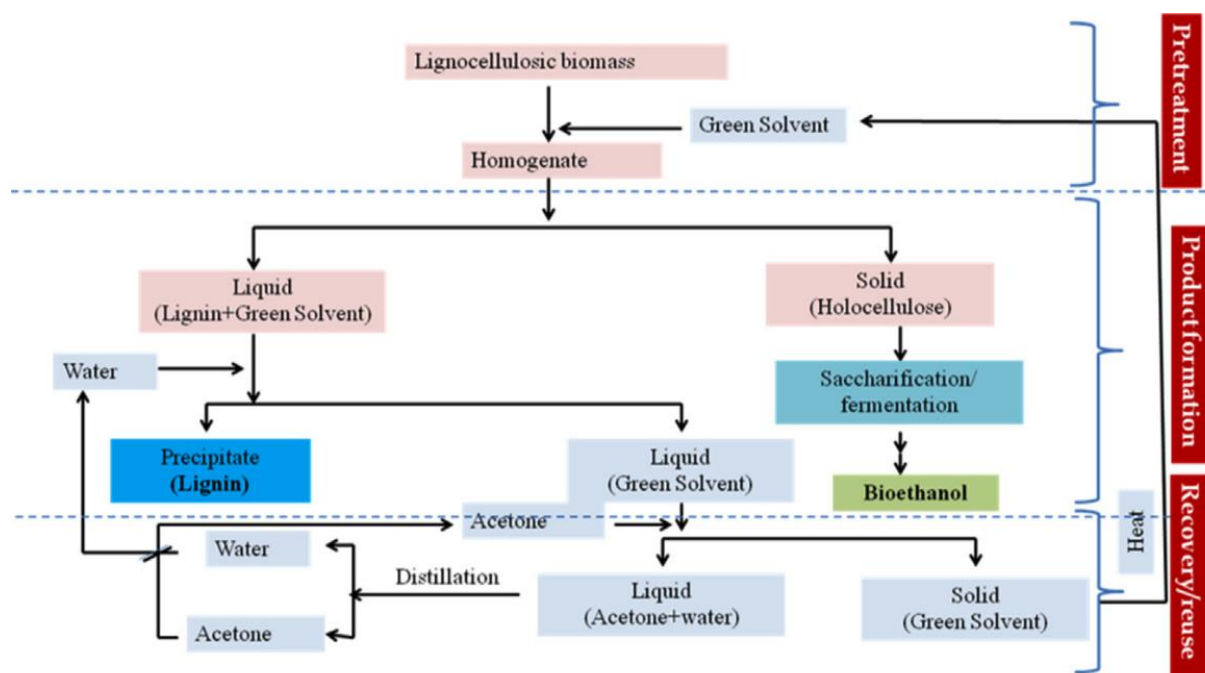 Lignocellulosic biomass
Green Solvent
Homogenate
Pretreatment
Liquid
(Lignin+Green Solvent)
Solid
(Holocellulose)
Water
Saccharification/
fermentation
Precipitate
(Lignin)
Liquid
(Green Solvent)
Bioethanol
Product formation
Acetone
Water
Distillation
Acetone
Liquid
(Acetone+water)
Solid
(Green Solvent)
Heat
Recovery/reuse